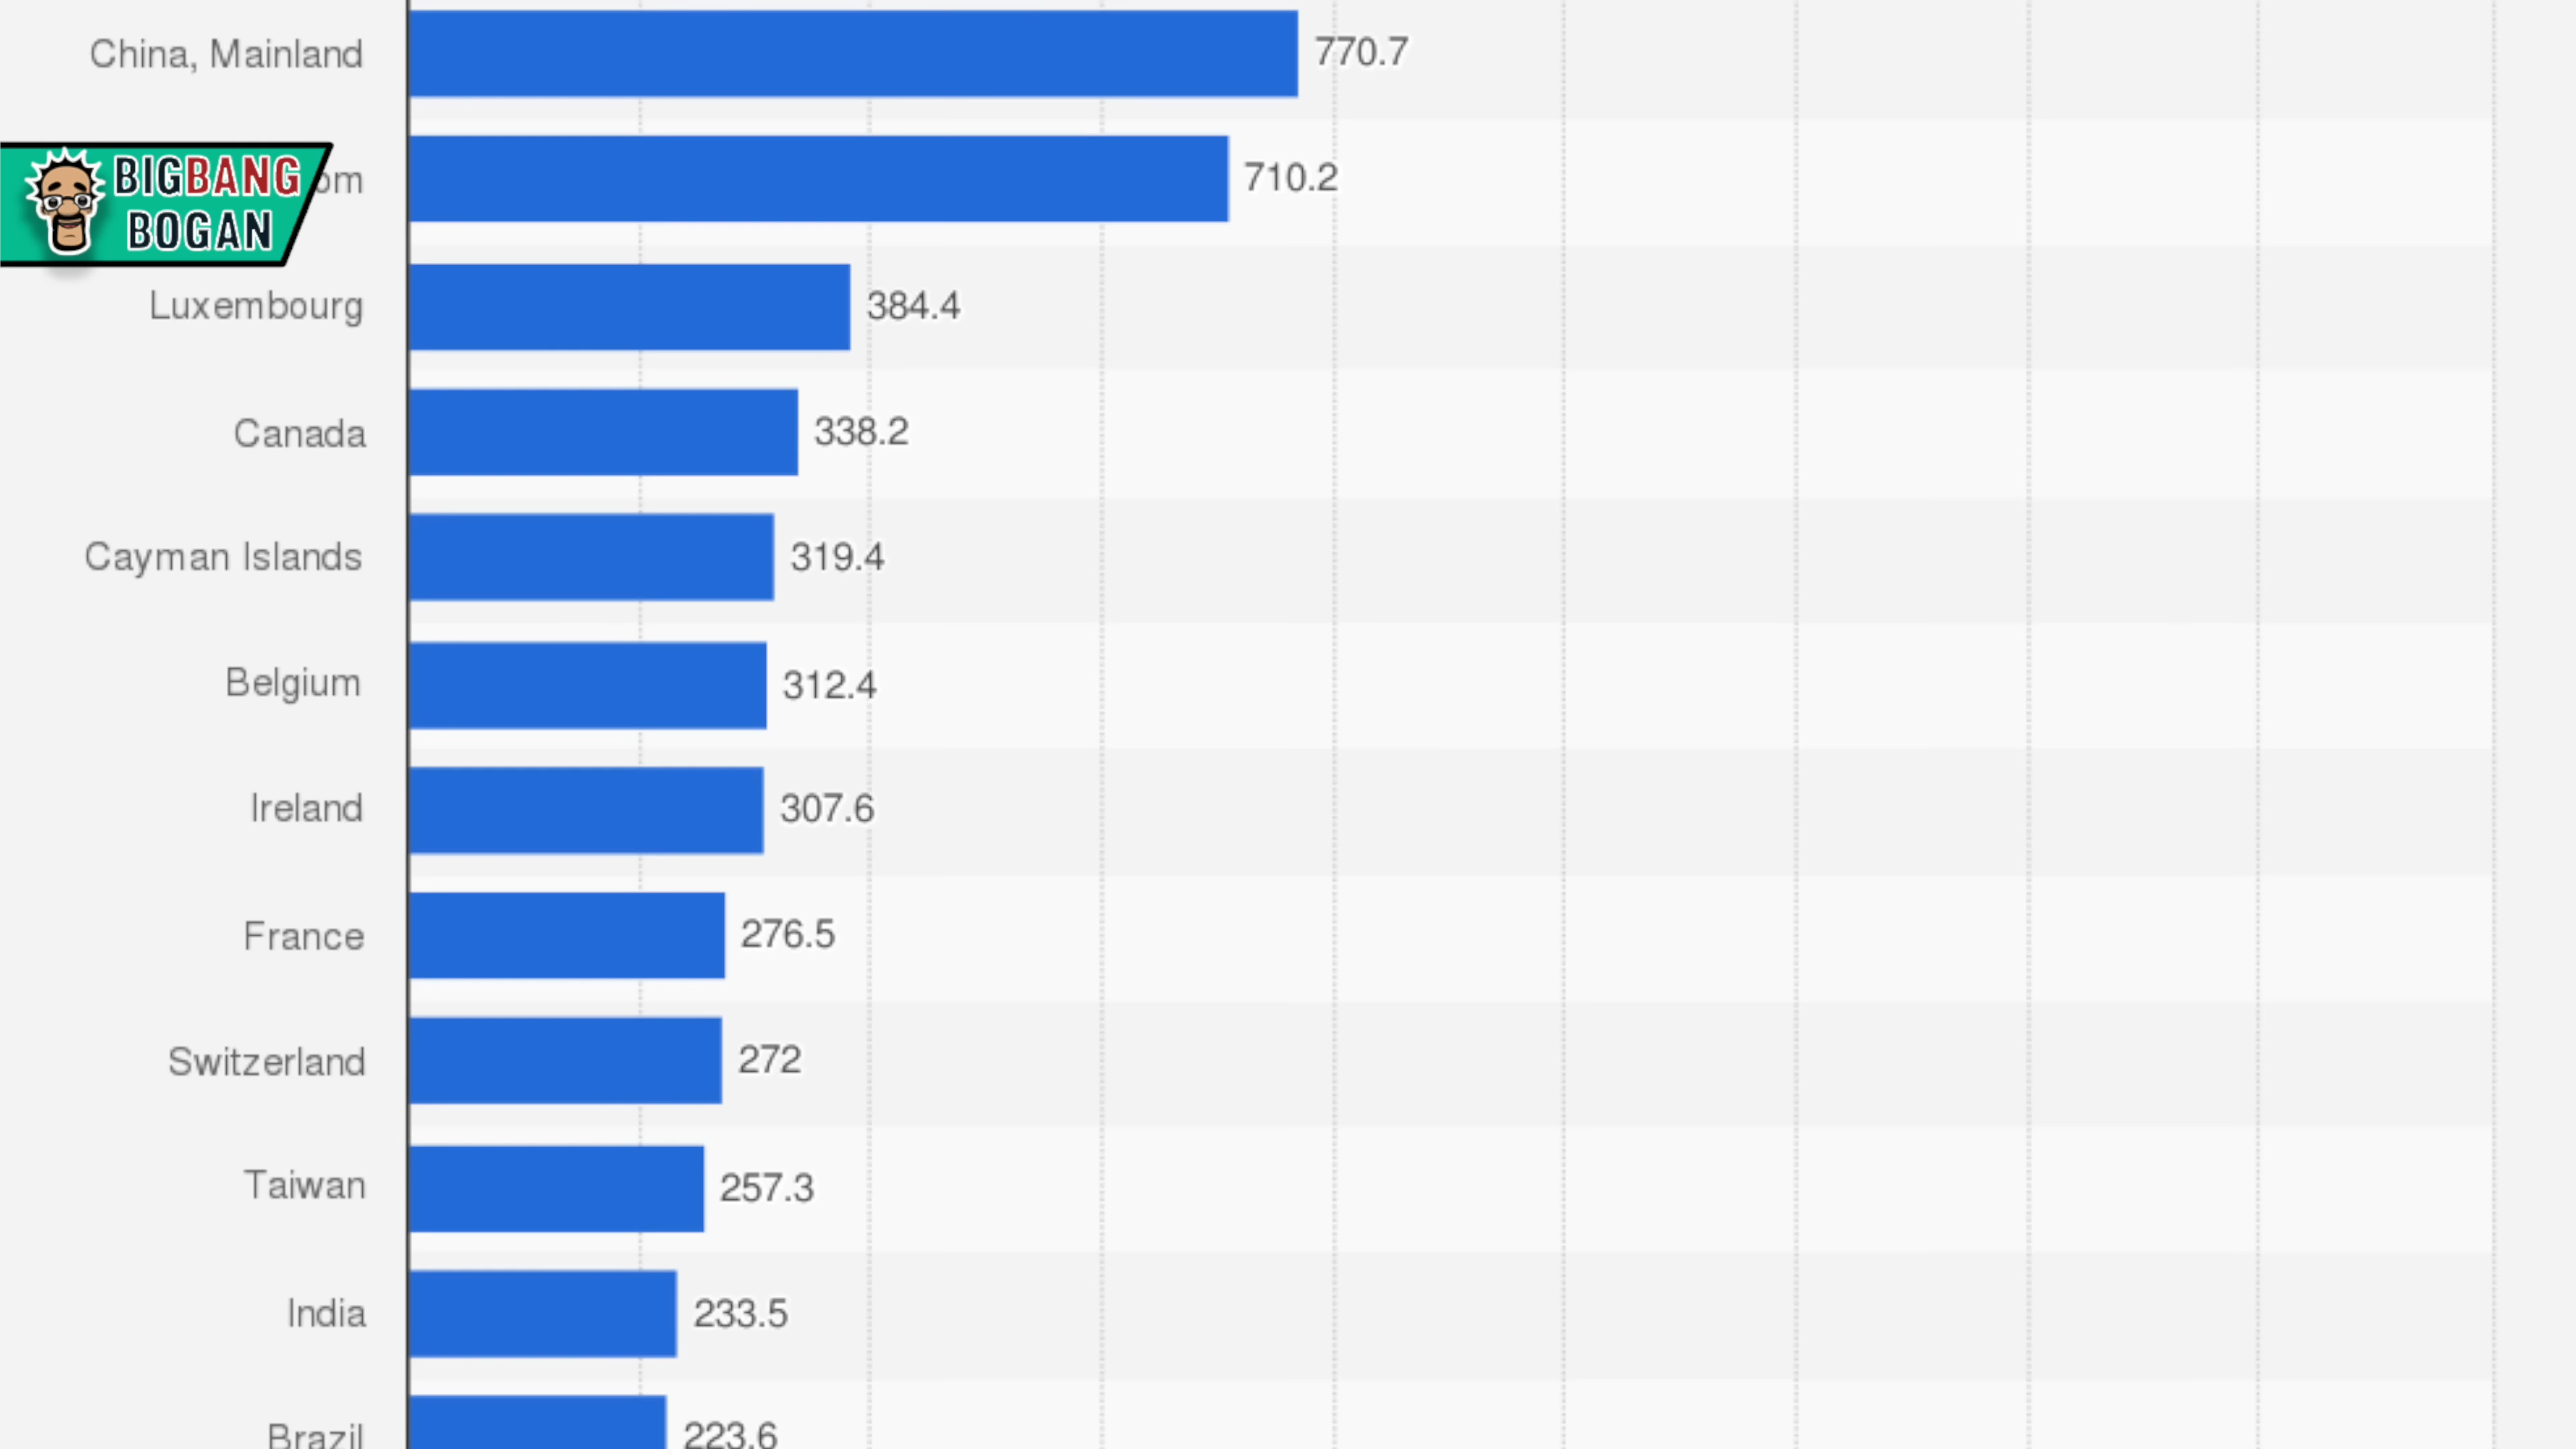 China, Mainland 770.7
BIGBANG
BOGAN
710.2
Luxembourg 384.4
Canada 338.2
Cayman Islands 319.4
Belgium 312.4
Ireland 307.6
France 276.5
Switzerland 272
Taiwan 257.3
India 233.5
Brazil 223.6